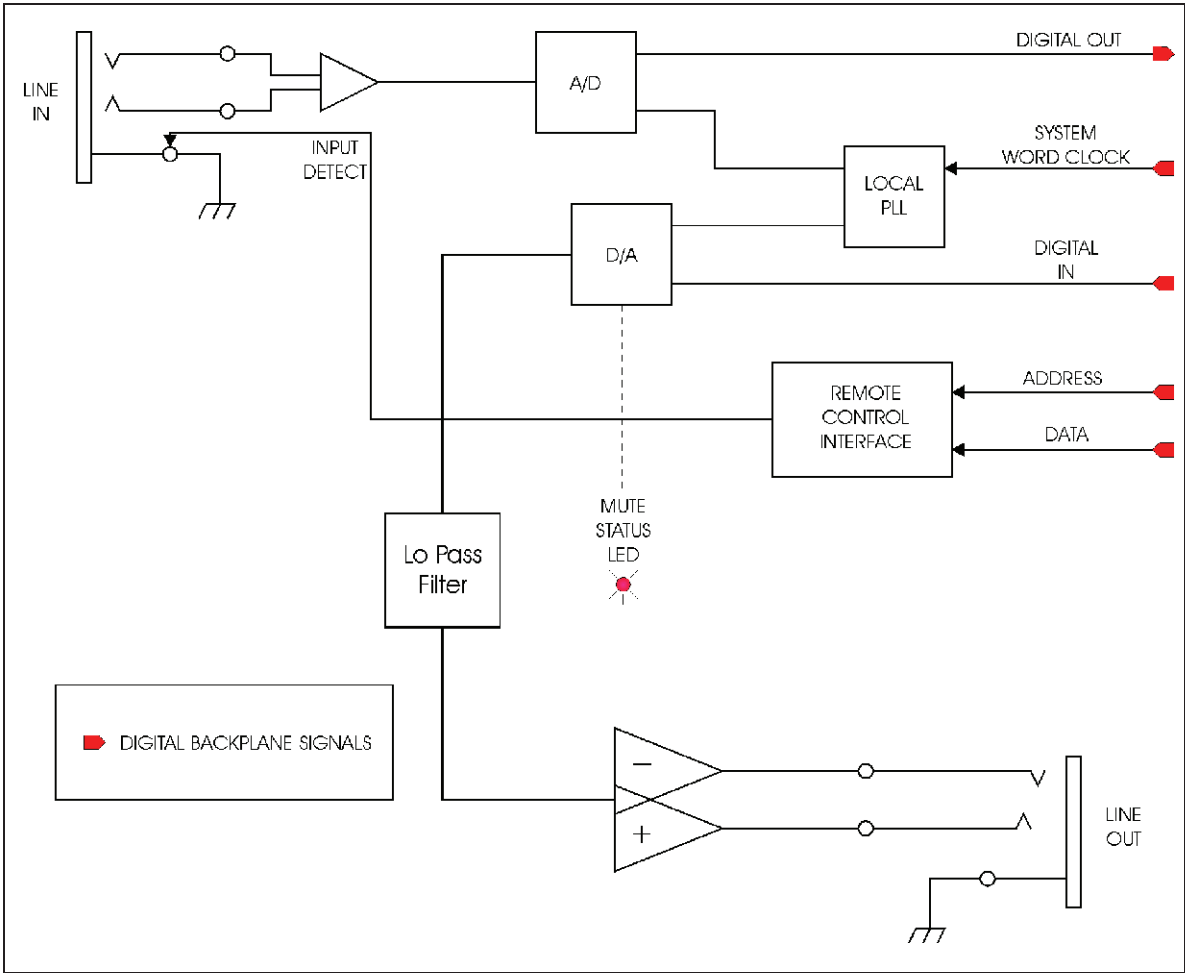 DIGITAL OUT
LINE
IN
A/D
INPUT
DETECT
SYSTEM
WORD CLOCK
LOCAL
PLL
D/A
DIGITAL
IN
REMOTE
CONTROL
INTERFACE
ADDRESS
DATA
MUTE
STATUS
LED
Lo Pass
Filter
DIGITAL BACKPLANE SIGNALS
−
+
LINE
OUT